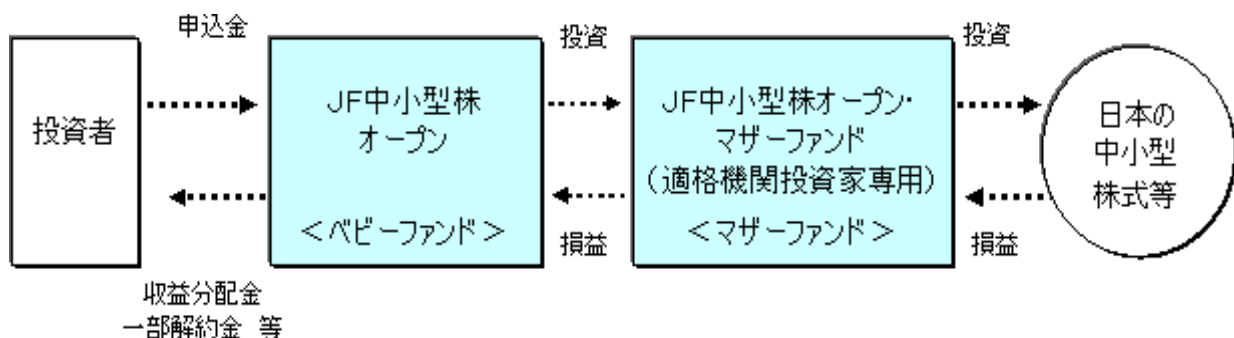 申込金
投資
投資
投資者
JF中小型株
オープン
<ベビーファンド>
JF中小型株オープン・
マザーファンド
(適格機関投資家専用)
<マザーファンド>
日本の
中小型
株式等
損益
損益
収益分配金
一部解約金 等